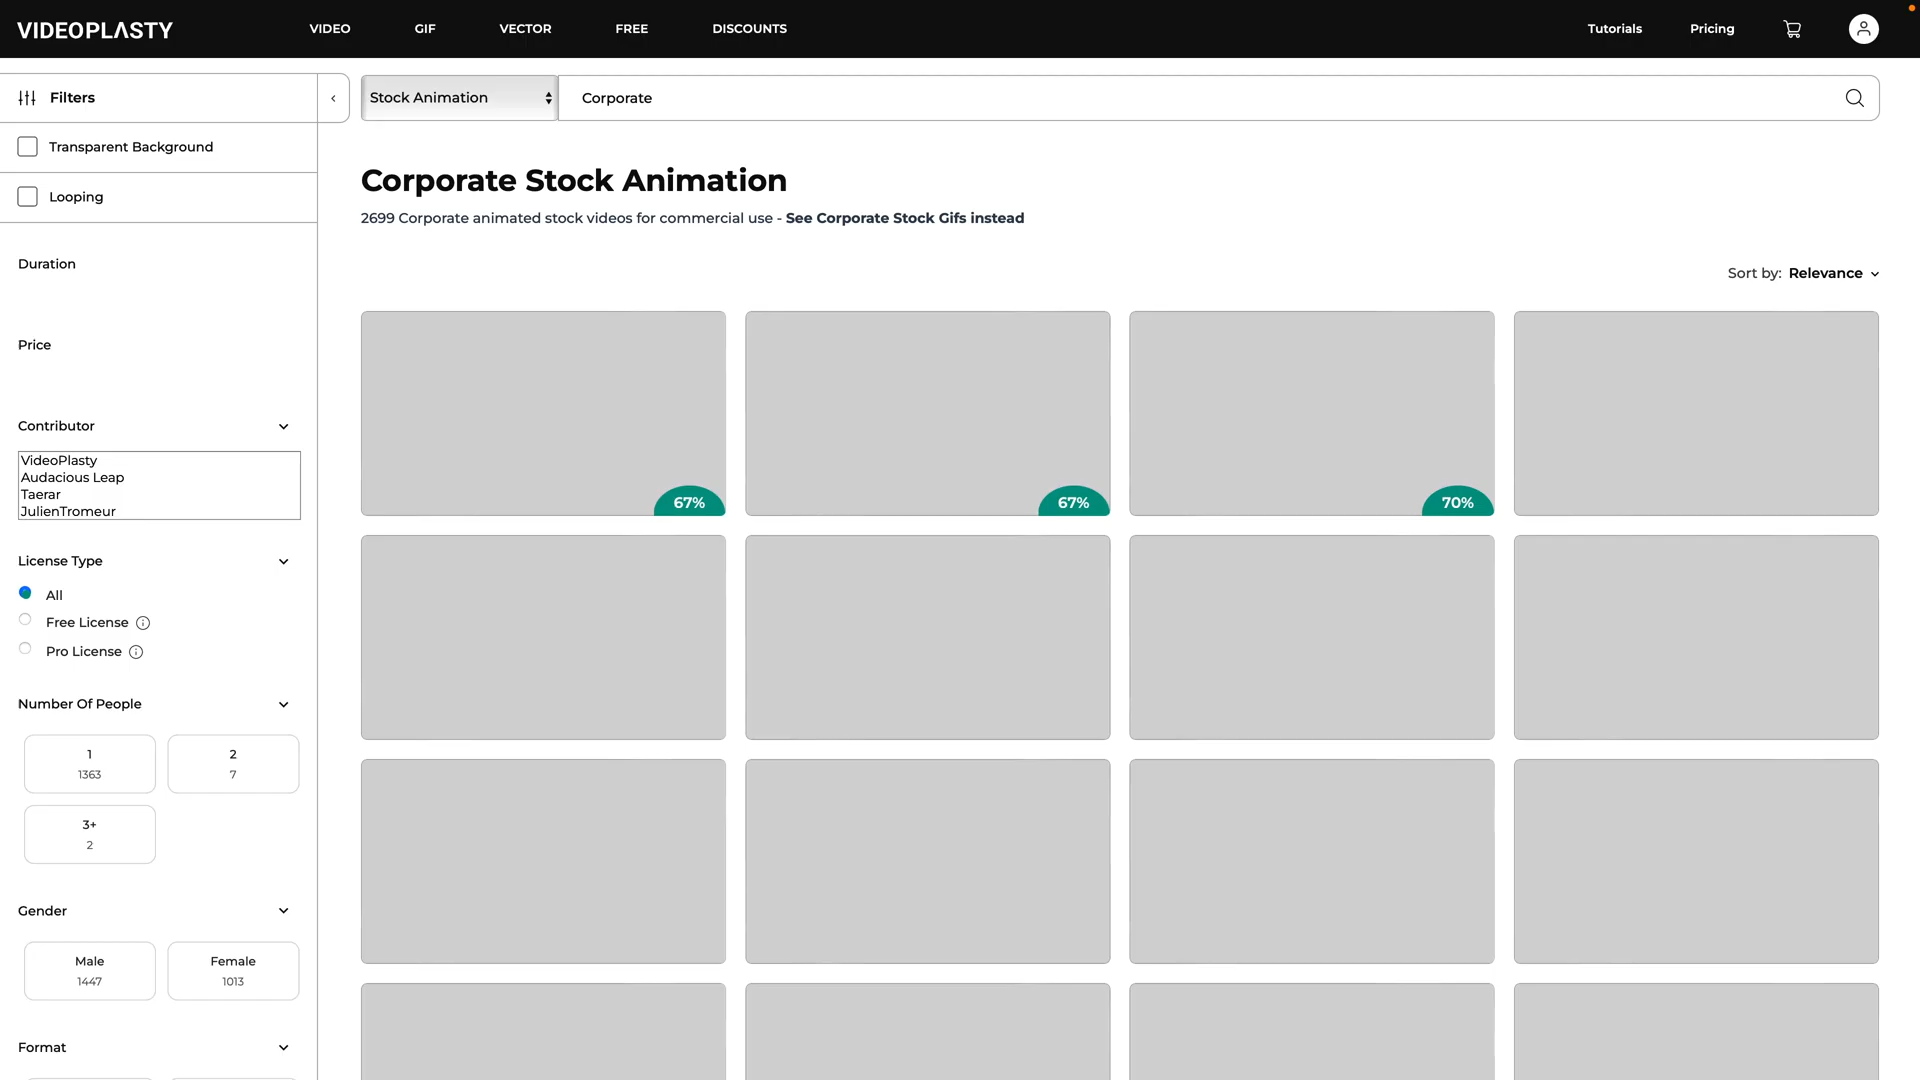 VIDEOPLASTY
VIDEO
GIF
VECTOR
FREE
DISCOUNTS
Tutorials
Pricing
Filters
Stock Animation
Corporate
Transparent Background
Looping
Corporate Stock Animation
2699 Corporate animated stock videos for commercial use - See Corporate Stock Gifs instead
Duration
Sort by: Relevance
Price
Contributor
VideoPlasty
Audacious Leap
Taerar
JulienTromeur
67%
67%
70%
License Type
All
Free License
Pro License
Number Of People
1
1363
2
7
3+
2
Gender
Male
1447
Female
1013
Format